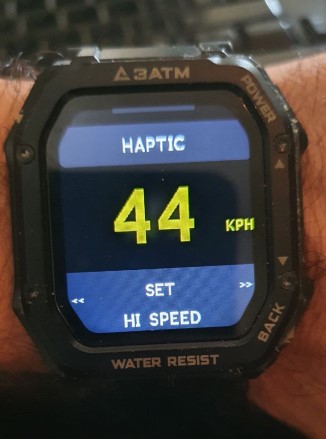 3ATM
POWER
HAPTIC
44 KPH
<< SET >>
HI SPEED
BACK
WATER RESIST